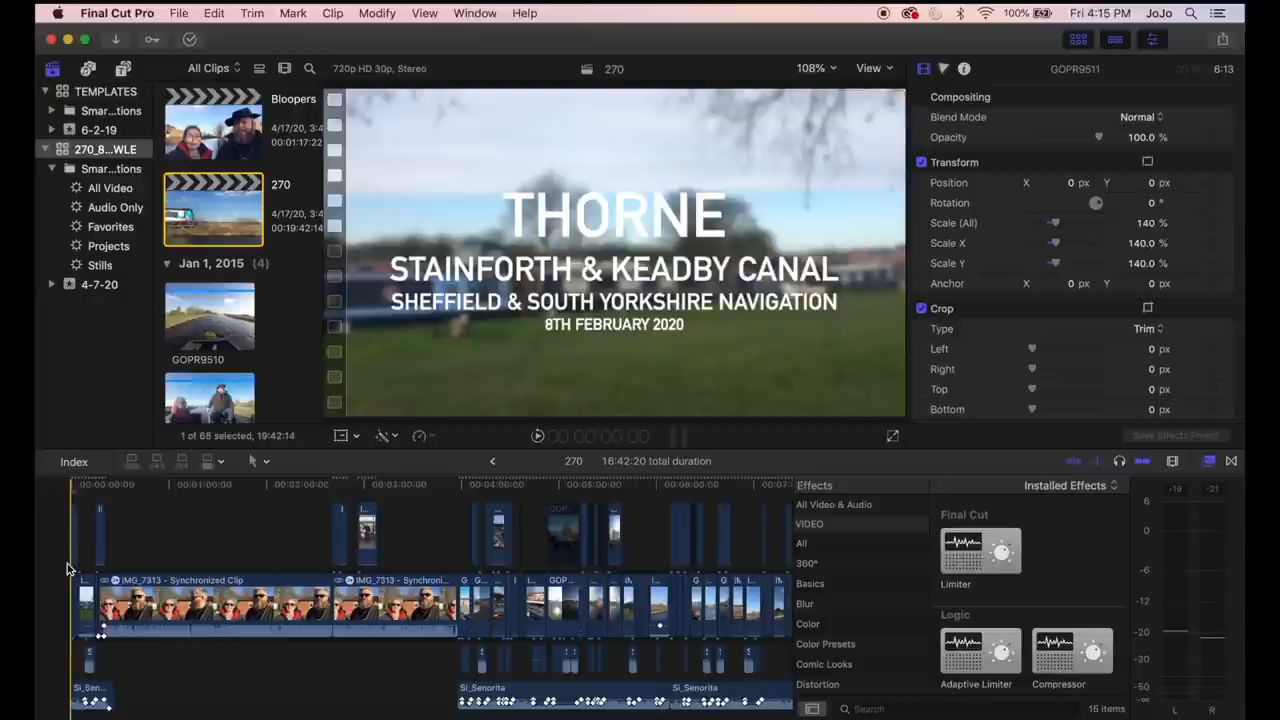 Final Cut Pro File Edit Trim Mark Clip Modify View Window Help 100% Fri 4:15 PM JoJo
All Clips 720p HD 30p, Stereo 270 108% View GOPR9511 6:13
TEMPLATES
Smar...tions
6-2-19
270_8...WLE
Smar...tions
All Video
Audio Only
Favorites
Projects
Stills
4-7-20
Bloopers
4/17/20, 3:4
00:01:17:22
270
4/17/20, 3:4
00:19:42:14
Jan 1, 2015 (4)
GOPR9510
1 of 68 selected, 19:42:14
THORNE
STAINFORTH & KEADBY CANAL
SHEFFIELD & SOUTH YORKSHIRE NAVIGATION
8TH FEBRUARY 2020
00:00:00:00
Compositing
Blend Mode Normal
Opacity 100.0 %
Transform
Position X 0 px Y 0 px
Rotation 0 °
Scale (All) 140 %
Scale X 140.0 %
Scale Y 140.0 %
Anchor X 0 px Y 0 px
Crop
Type Trim
Left 0 px
Right 0 px
Top 0 px
Bottom 0 px
Save Effects Preset
Index 270 16:42:20 total duration
00:00:00:00 00:01:00:00 00:02:00:00 00:03:00:00 00:04:00:00 00:05:00:00 00:06:00:00 00:07:
IMG_7313 - Synchronized Clip IMG_7313 - Synchroni...
Si_Sen... Si_Senorita Si_Senorita
Effects Installed Effects
All Video & Audio
VIDEO
All
360°
Basics
Blur
Color
Color Presets
Comic Looks
Distortion
Final Cut
Limiter
Logic
Adaptive Limiter Compressor
Search 15 items
-19 -21
6
0
-6
-12
-20
-30
-50
-∞
L R